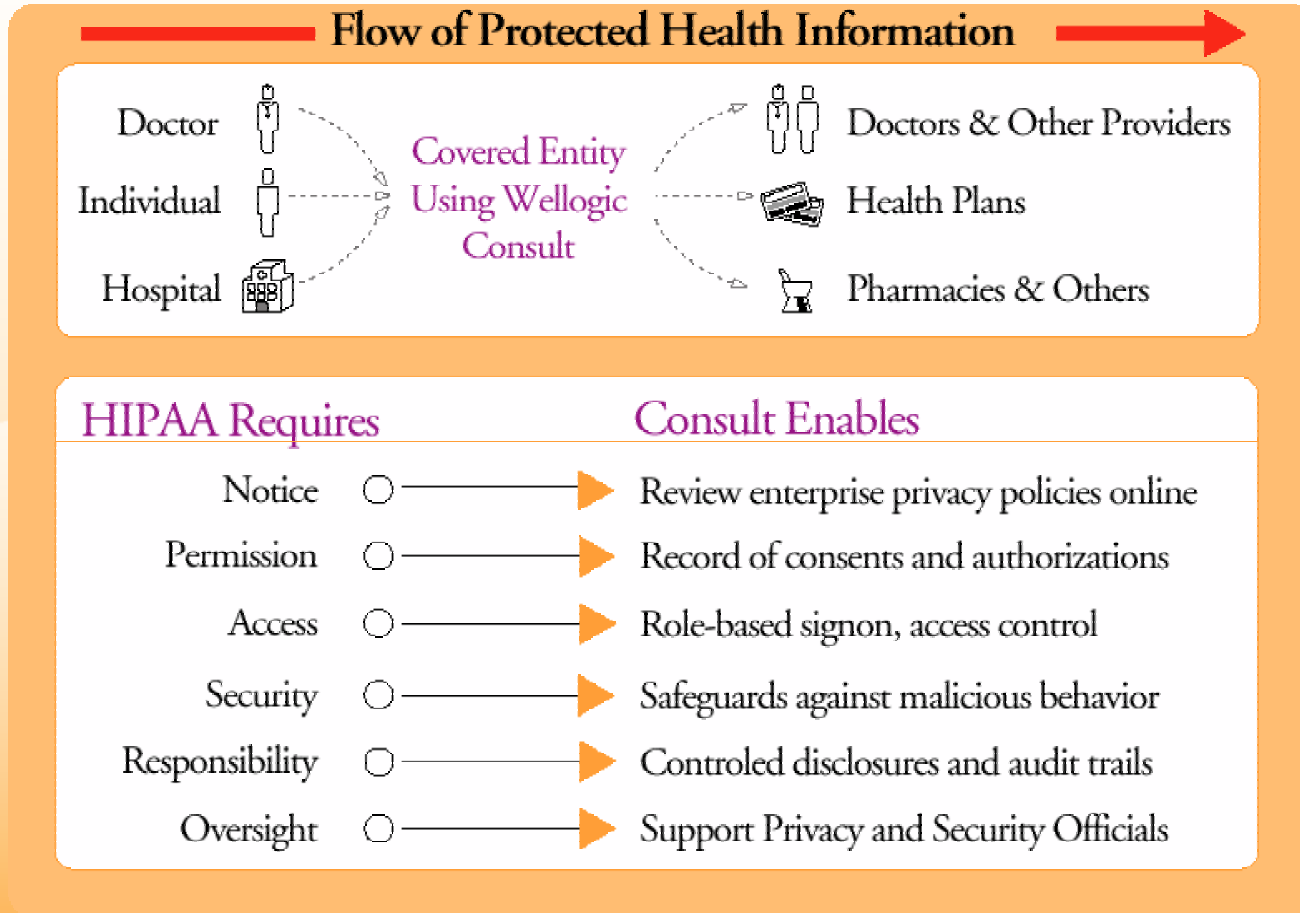 Flow of Protected Health Information
Doctor
Individual
Hospital
Covered Entity
Using Wellogic
Consult
Doctors & Other Providers
Health Plans
Pharmacies & Others
HIPAA Requires
Consult Enables
Notice
Review enterprise privacy policies online
Permission
Record of consents and authorizations
Access
Role-based signon, access control
Security
Safeguards against malicious behavior
Responsibility
Controled disclosures and audit trails
Oversight
Support Privacy and Security Officials